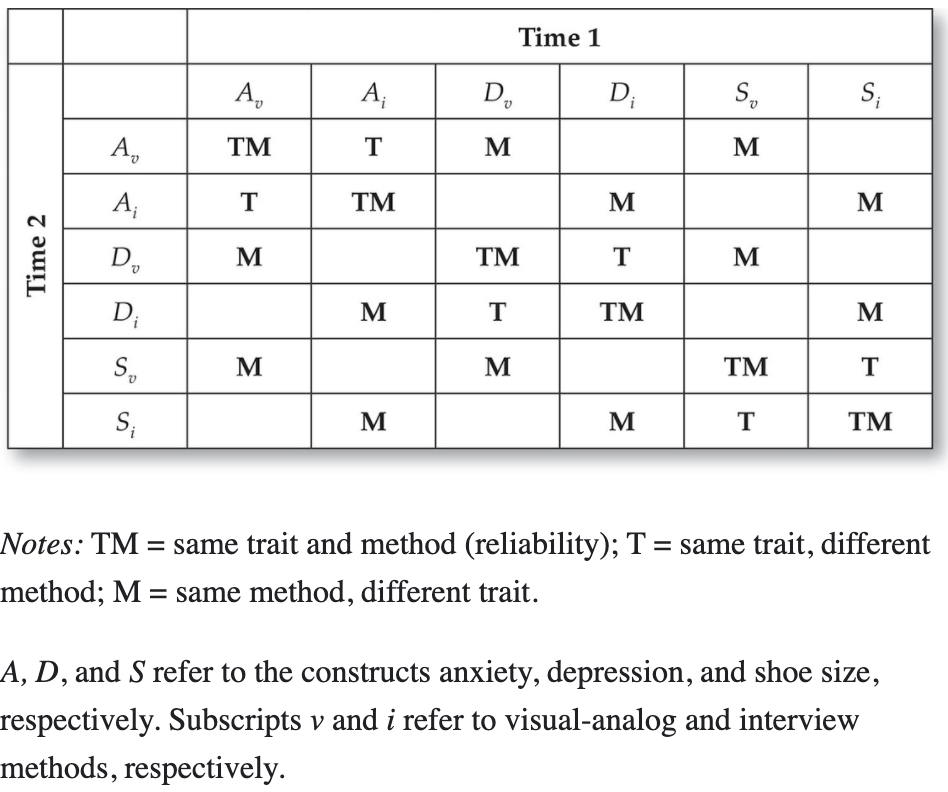 Time 1
A_v A_i D_v D_i S_v S_i
Time 2
A_v TM T M M
A_i T TM M M
D_v M TM T M
D_i M T TM M
S_v M M TM T
S_i M M T TM
Notes: TM = same trait and method (reliability); T = same trait, different
method; M = same method, different trait.
A, D, and S refer to the constructs anxiety, depression, and shoe size,
respectively. Subscripts v and i refer to visual-analog and interview
methods, respectively.